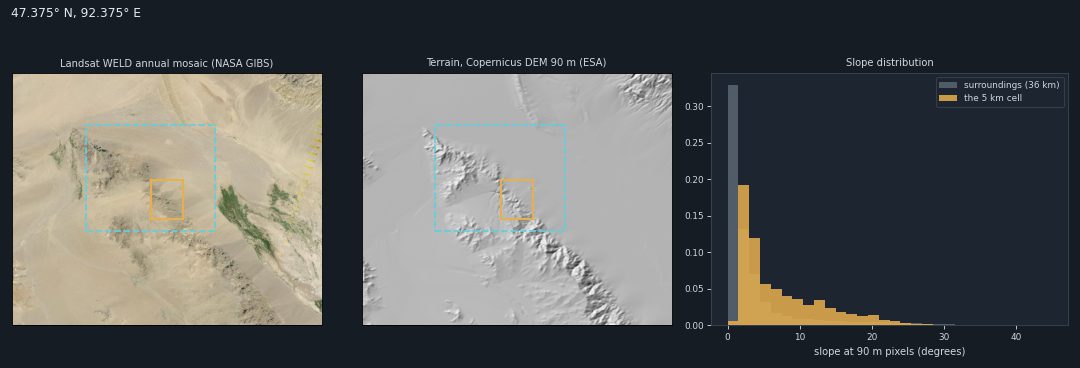 47.375° N, 92.375° E
Landsat WELD annual mosaic (NASA GIBS)
Terrain, Copernicus DEM 90 m (ESA)
Slope distribution
surroundings (36 km)
the 5 km cell
0.30
0.25
0.20
0.15
0.10
0.05
0.00
0 10 20 30 40
slope at 90 m pixels (degrees)